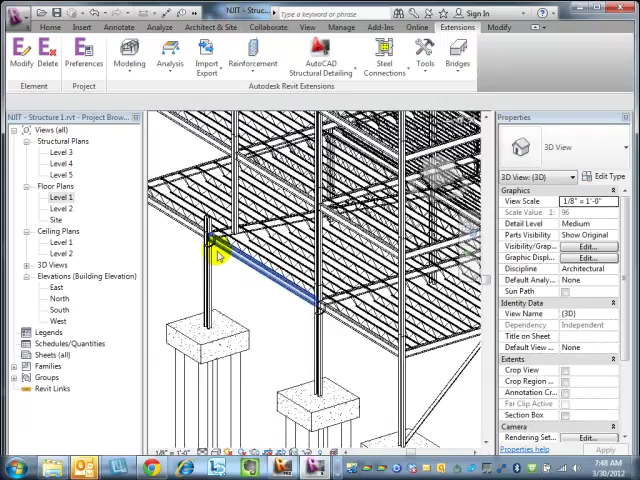 NJIT - Struct...
Type a keyword or phrase
Sign In
Home Insert Annotate Analyze Architect & Site Collaborate View Manage Add-Ins Online Extensions Modify
Modify Delete Preferences Modeling Analysis Import Export Reinforcement AutoCAD Structural Detailing Steel Connections Tools Bridges
Element Project Autodesk Revit Extensions
NJIT - Structure 1.rvt - Project Brow...
Views (all)
Structural Plans
Level 3
Level 4
Level 5
Floor Plans
Level 1
Level 2
Site
Ceiling Plans
Level 1
Level 2
3D Views
Elevations (Building Elevation)
East
North
South
West
Legends
Schedules/Quantities
Sheets (all)
Families
Groups
Revit Links
1/8" = 1'-0"
Properties
3D View
3D View: {3D} Edit Type
Graphics
View Scale 1/8" = 1'-0"
Scale Value 1: 96
Detail Level Medium
Parts Visibility Show Original
Visibility/Grap... Edit...
Graphic Displ... Edit...
Discipline Architectural
Default Analy... None
Sun Path
Identity Data
View Name {3D}
Dependency Independent
Title on Sheet
Default View ... None
Extents
Crop View
Crop Region ...
Annotation Cr...
Far Clip Active
Section Box
Camera
Rendering Set... Edit...
Properties help Apply
7:48 AM
3/30/2012